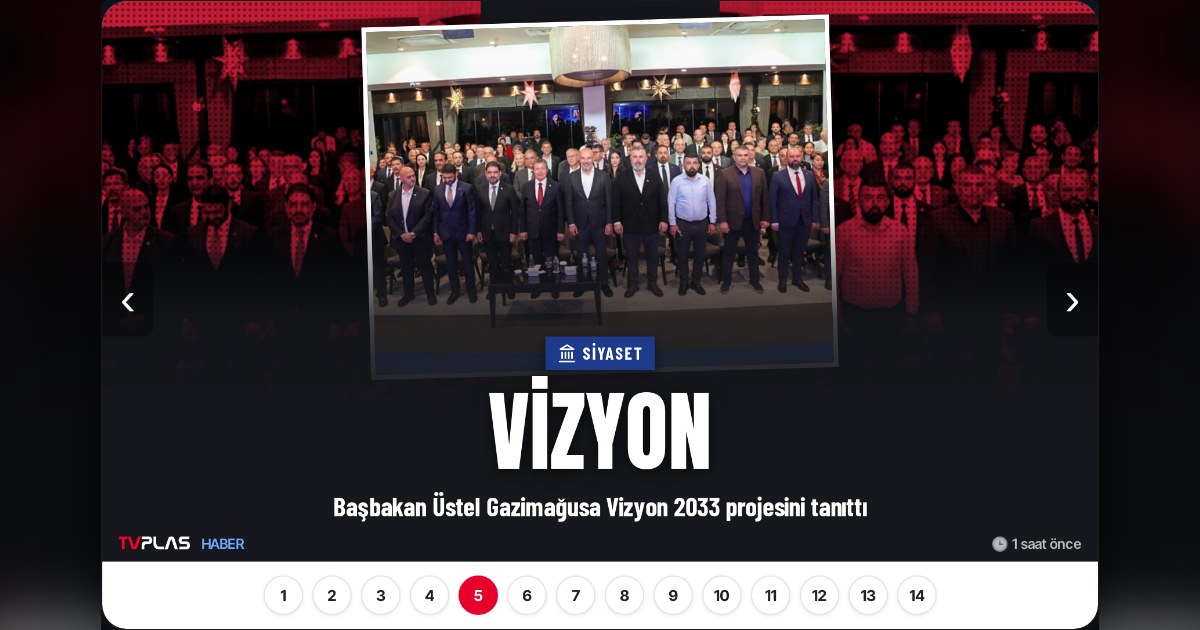 SİYASET
VİZYON
Başbakan Üstel Gazimağusa Vizyon 2033 projesini tanıttı
TVPLAS HABER
1 saat önce
1 2 3 4 5 6 7 8 9 10 11 12 13 14